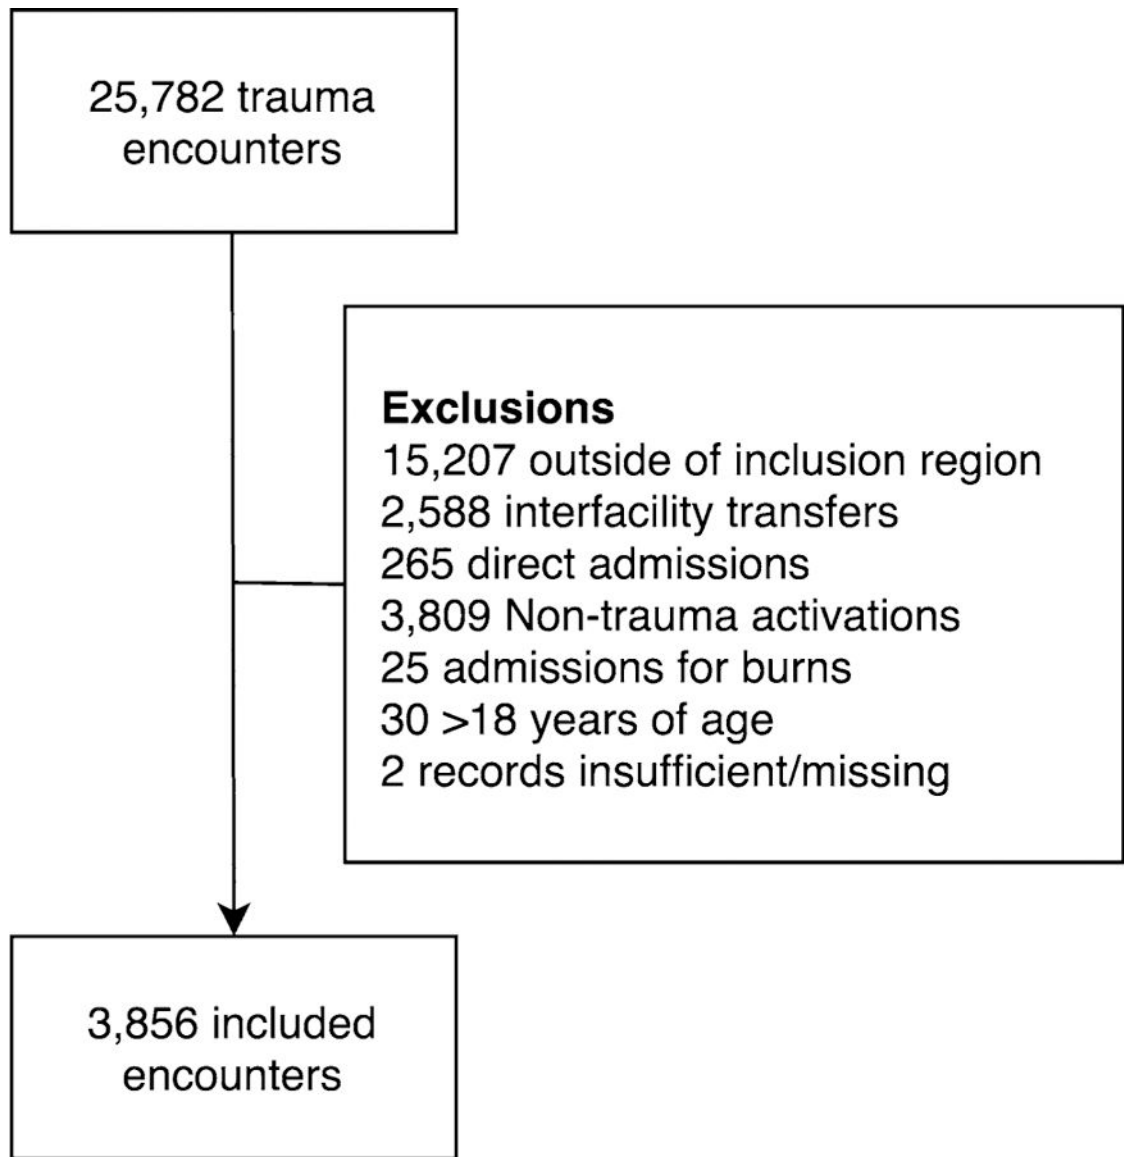 25,782 trauma
encounters
Exclusions
15,207 outside of inclusion region
2,588 interfacility transfers
265 direct admissions
3,809 Non-trauma activations
25 admissions for burns
30 >18 years of age
2 records insufficient/missing
3,856 included
encounters